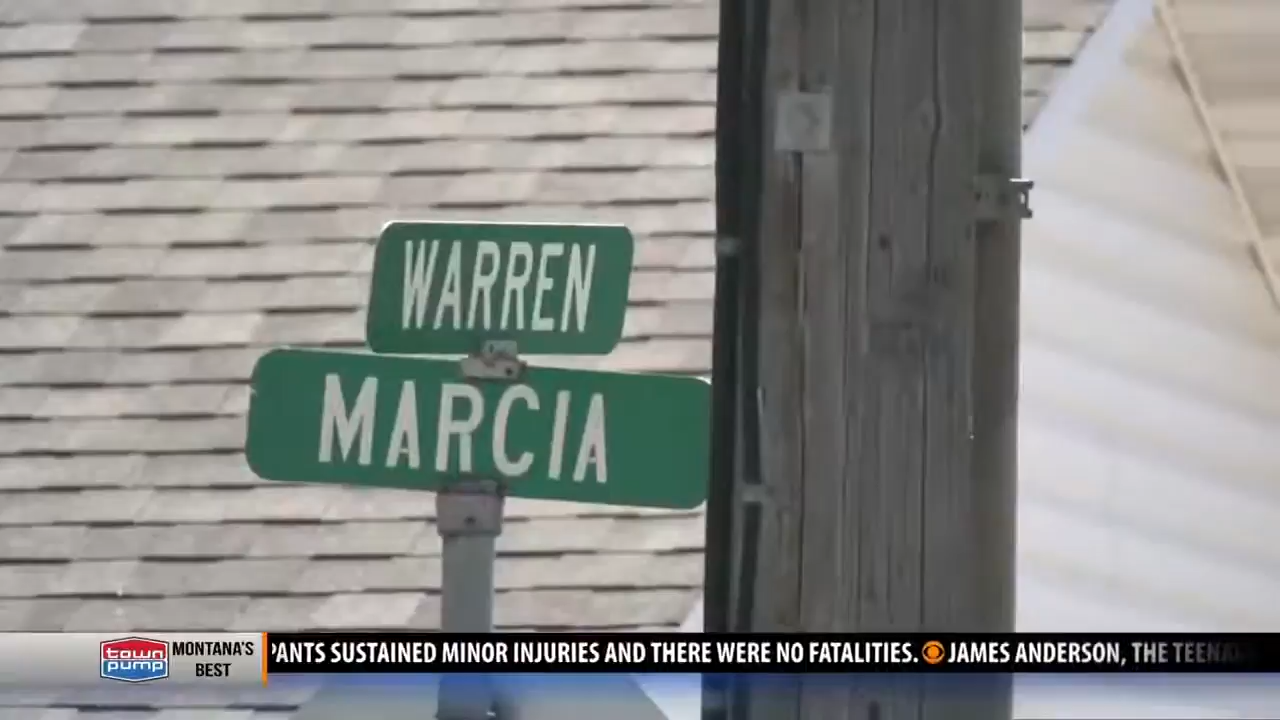 WARREN
MARCIA
town
pump
MONTANA'S
BEST
PANTS SUSTAINED MINOR INJURIES AND THERE WERE NO FATALITIES. JAMES ANDERSON, THE